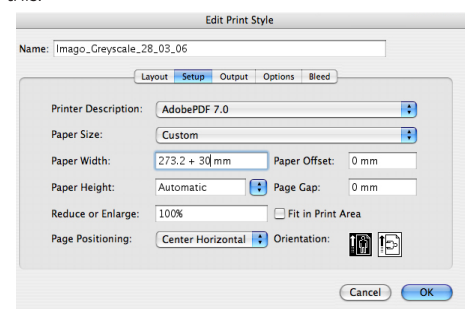 Edit Print Style
Name: Imago_Greyscale_28_03_06
Layout Setup Output Options Bleed
Printer Description: AdobePDF 7.0
Paper Size: Custom
Paper Width: 273.2 + 30 mm Paper Offset: 0 mm
Paper Height: Automatic Page Gap: 0 mm
Reduce or Enlarge: 100% Fit in Print Area
Page Positioning: Center Horizontal Orientation:
Cancel OK